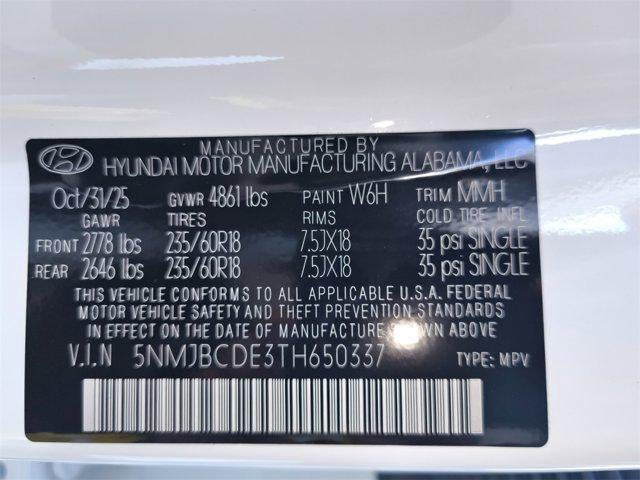 MANUFACTURED BY
HYUNDAI MOTOR MANUFACTURING ALABAMA, LLC
Oct/31/25 GVWR 4861 lbs PAINT W6H TRIM MMH
GAWR TIRES RIMS COLD TIRE INFL
FRONT 2778 lbs 235/60R18 7.5JX18 35 psi SINGLE
REAR 2646 lbs 235/60R18 7.5JX18 35 psi SINGLE
THIS VEHICLE CONFORMS TO ALL APPLICABLE U.S.A. FEDERAL
MOTOR VEHICLE SAFETY AND THEFT PREVENTION STANDARDS
IN EFFECT ON THE DATE OF MANUFACTURE SHOWN ABOVE.
V.I.N 5NMJBCDE3TH650337 TYPE: MPV